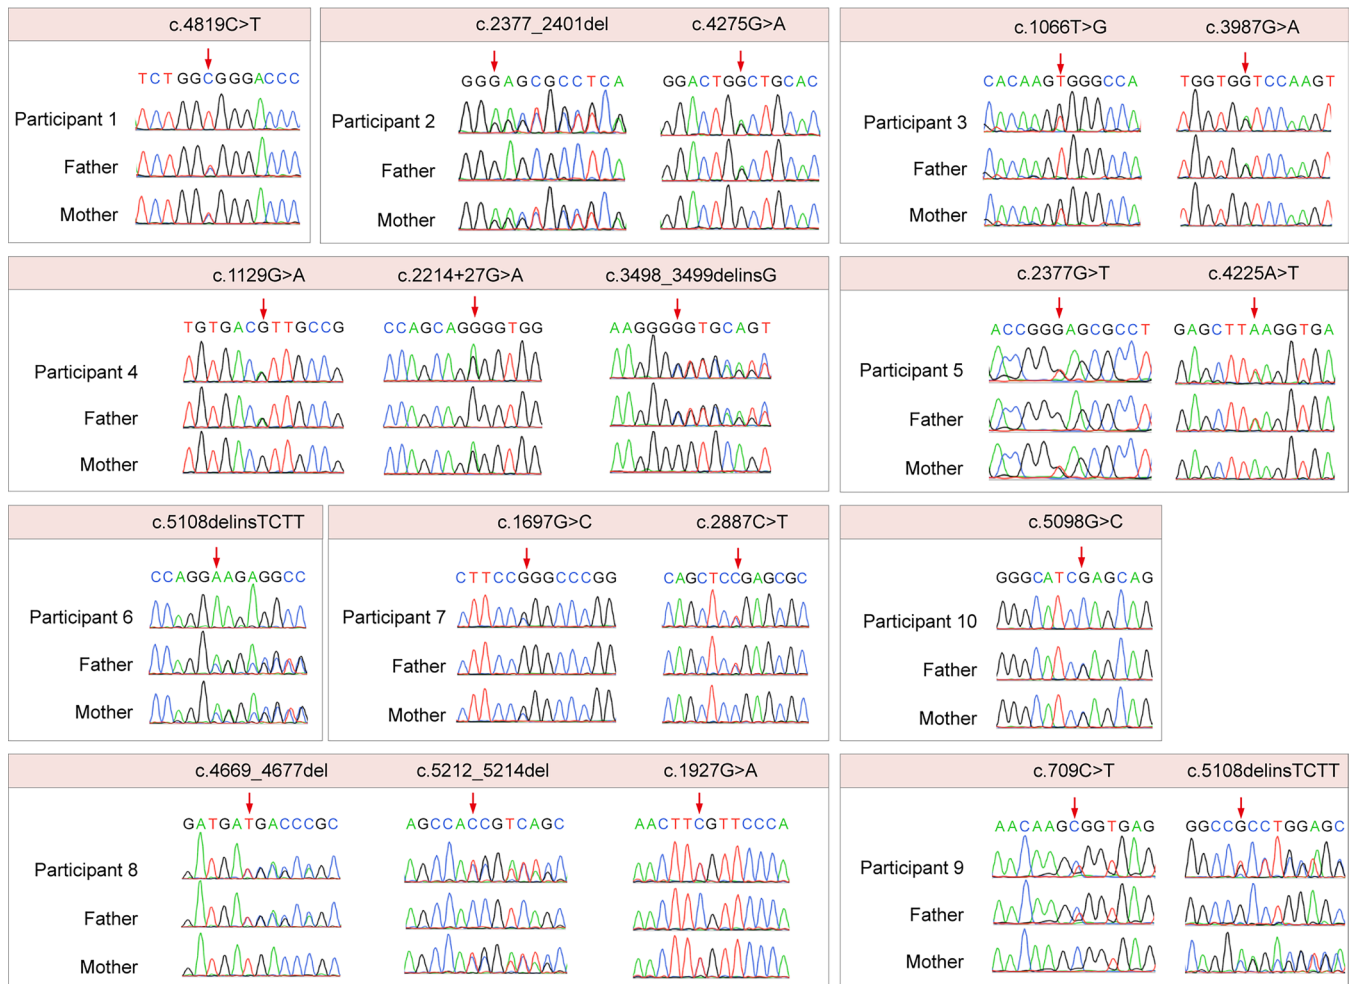 c.4819C>T
TCTGGCGGGACCC
Participant 1
Father
Mother
c.2377_2401del c.4275G>A
GGGAGCGCCTCA GGACTGGCTGCAC
Participant 2
Father
Mother
c.1066T>G c.3987G>A
CACAAGTGGGCCA TGGTGGTCCAAGT
Participant 3
Father
Mother
c.1129G>A c.2214+27G>A c.3498_3499delinsG
TGTGACGTTGCCG CCAGCAGGGGTGG AAGGGGGTGCAGT
Participant 4
Father
Mother
c.2377G>T c.4225A>T
ACCGGGAGCGCCT GAGCTTAAGGTGA
Participant 5
Father
Mother
c.5108delinsTCTT
CCAGGAAGAGGCC
Participant 6
Father
Mother
c.1697G>C c.2887C>T
CTTCCGGGCCCGG CAGCTCCGAGCGC
Participant 7
Father
Mother
c.5098G>C
GGGCATCGAGCAG
Participant 10
Father
Mother
c.4669_4677del c.5212_5214del c.1927G>A
GATGATGACCCGC AGCCACCGTCAGC AACTTCGTTCCCA
Participant 8
Father
Mother
c.709C>T c.5108delinsTCTT
AACAAGCGGTGAG GGCCGCCTGGAGC
Participant 9
Father
Mother